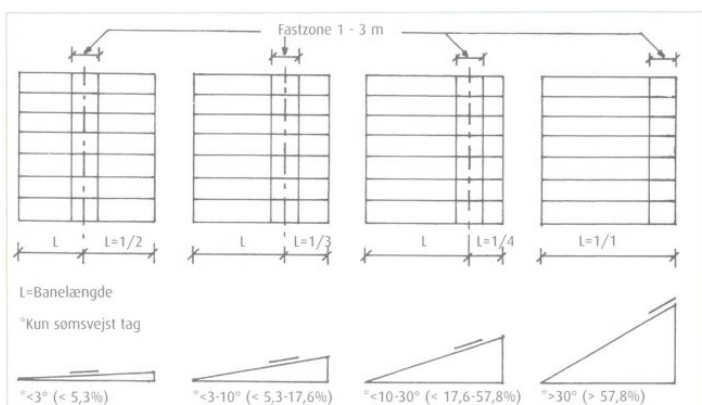 Fastzone 1 - 3 m
L L=1/2 L L=1/3 L L=1/4 L=1/1
L=Banelængde
*Kun sømsvejst tag
*<3° (< 5,3%) *<3-10° (< 5,3-17,6%) *<10-30° (< 17,6-57,8%) *>30° (> 57,8%)